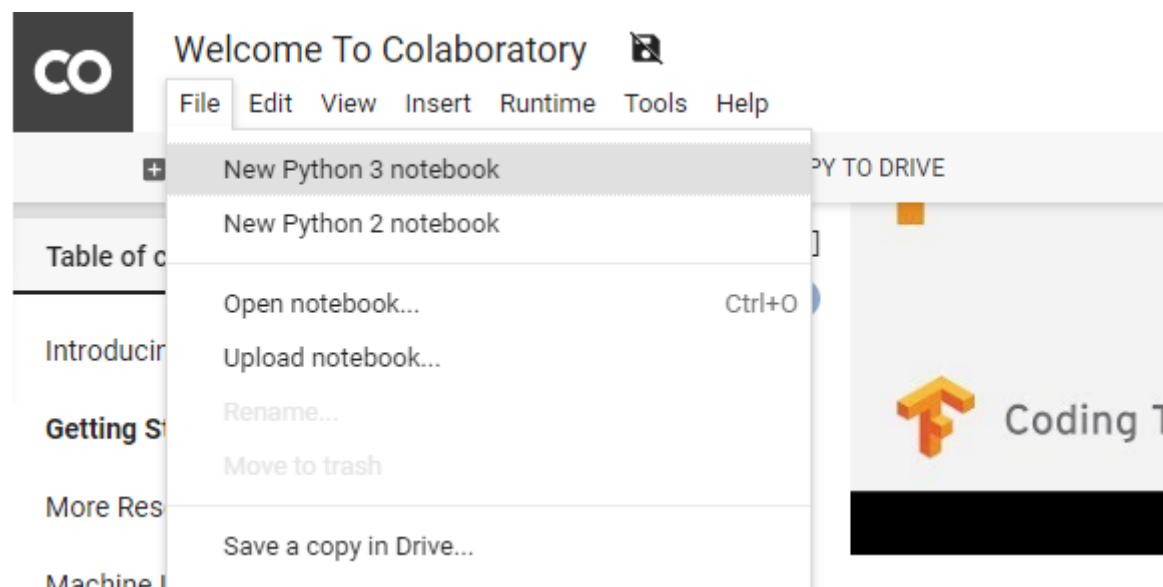 CO
Welcome To Colaboratory
File Edit View Insert Runtime Tools Help
New Python 3 notebook
PY TO DRIVE
New Python 2 notebook
Table of c
]
Open notebook... Ctrl+O
Introducin
Upload notebook...
Rename...
Getting St
Coding T
Move to trash
More Res
Save a copy in Drive...
Machine L